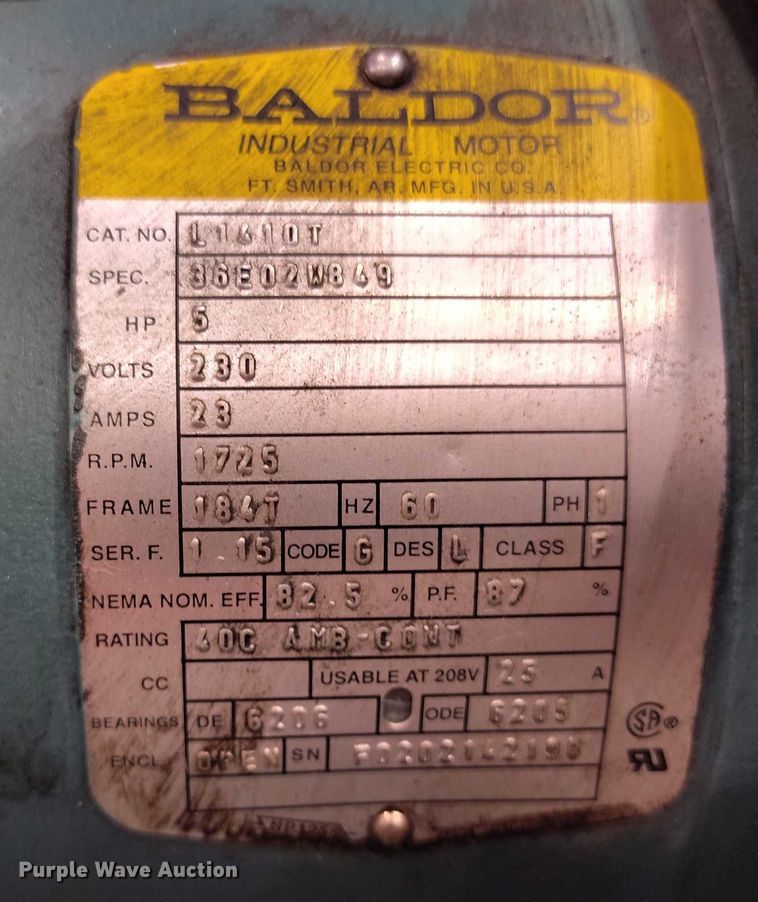 BALDOR®
INDUSTRIAL MOTOR
BALDOR ELECTRIC CO.
FT. SMITH, AR. MFG. IN U.S.A.
CAT. NO. L1410T
SPEC. 36E02W849
HP 5
VOLTS 230
AMPS 23
R.P.M. 1725
FRAME 184T HZ 60 PH 1
SER. F. 1.15 CODE G DES L CLASS F
NEMA NOM. EFF. 82.5 % P.F. 87 %
RATING 40C AMB-CONT
CC USABLE AT 208V 25 A
BEARINGS DE 6206 ODE 6205
ENCL. OPEN SN
Purple Wave Auction